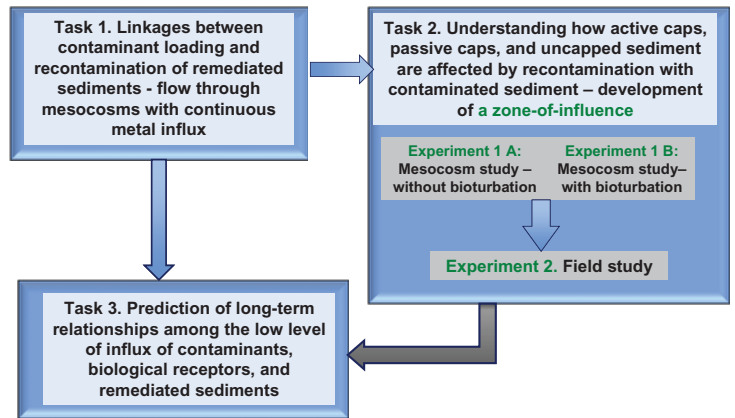 Task 1. Linkages between
contaminant loading and
recontamination of remediated
sediments - flow through
mesocosms with continuous
metal influx
Task 2. Understanding how active caps,
passive caps, and uncapped sediment
are affected by recontamination with
contaminated sediment – development
of a zone-of-influence
Experiment 1 A:
Mesocosm study –
without bioturbation
Experiment 1 B:
Mesocosm study–
with bioturbation
Experiment 2. Field study
Task 3. Prediction of long-term
relationships among the low level
of influx of contaminants,
biological receptors, and
remediated sediments